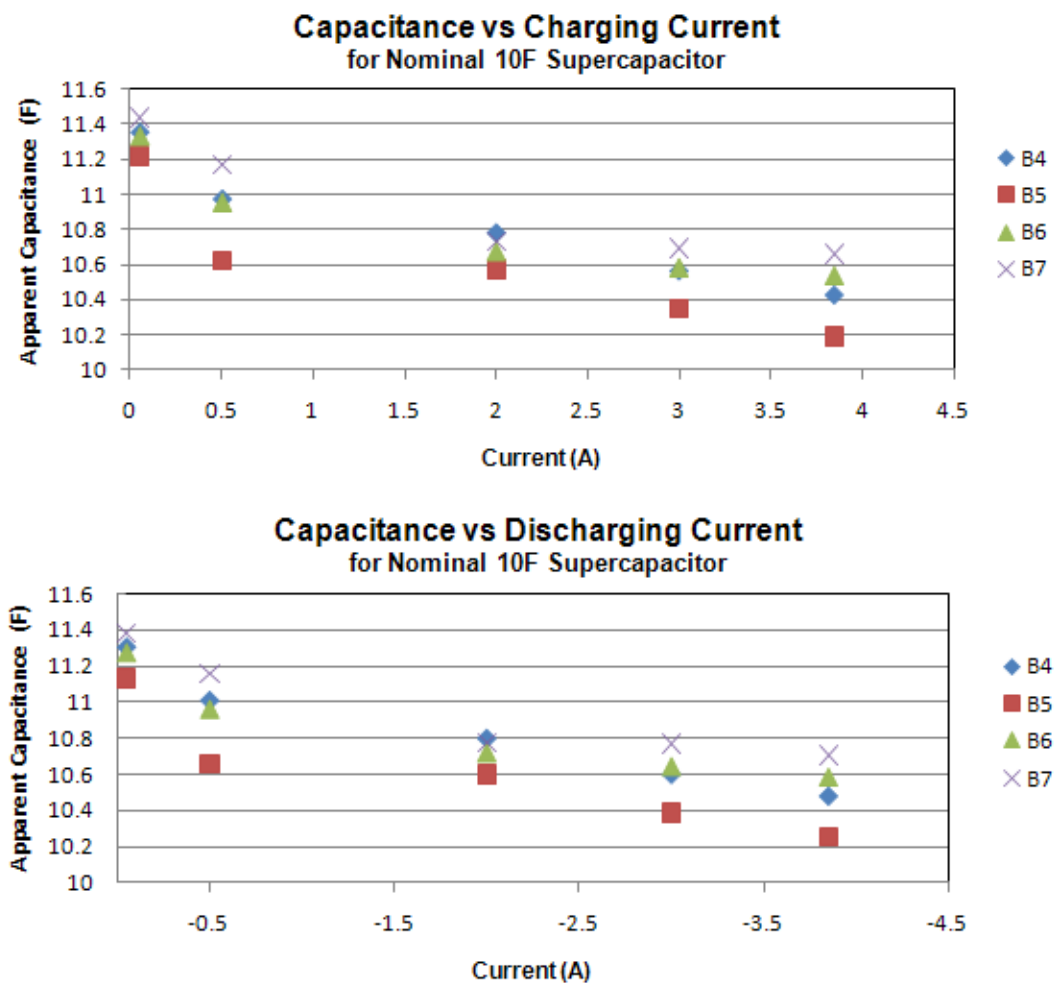 Capacitance vs Charging Current
for Nominal 10F Supercapacitor
Apparent Capacitance (F)
11.6
11.4
11.2
11
10.8
10.6
10.4
10.2
10
0 0.5 1 1.5 2 2.5 3 3.5 4 4.5
Current (A)
B4
B5
B6
B7
Capacitance vs Discharging Current
for Nominal 10F Supercapacitor
Apparent Capacitance (F)
11.6
11.4
11.2
11
10.8
10.6
10.4
10.2
10
-0.5 -1.5 -2.5 -3.5 -4.5
Current (A)
B4
B5
B6
B7